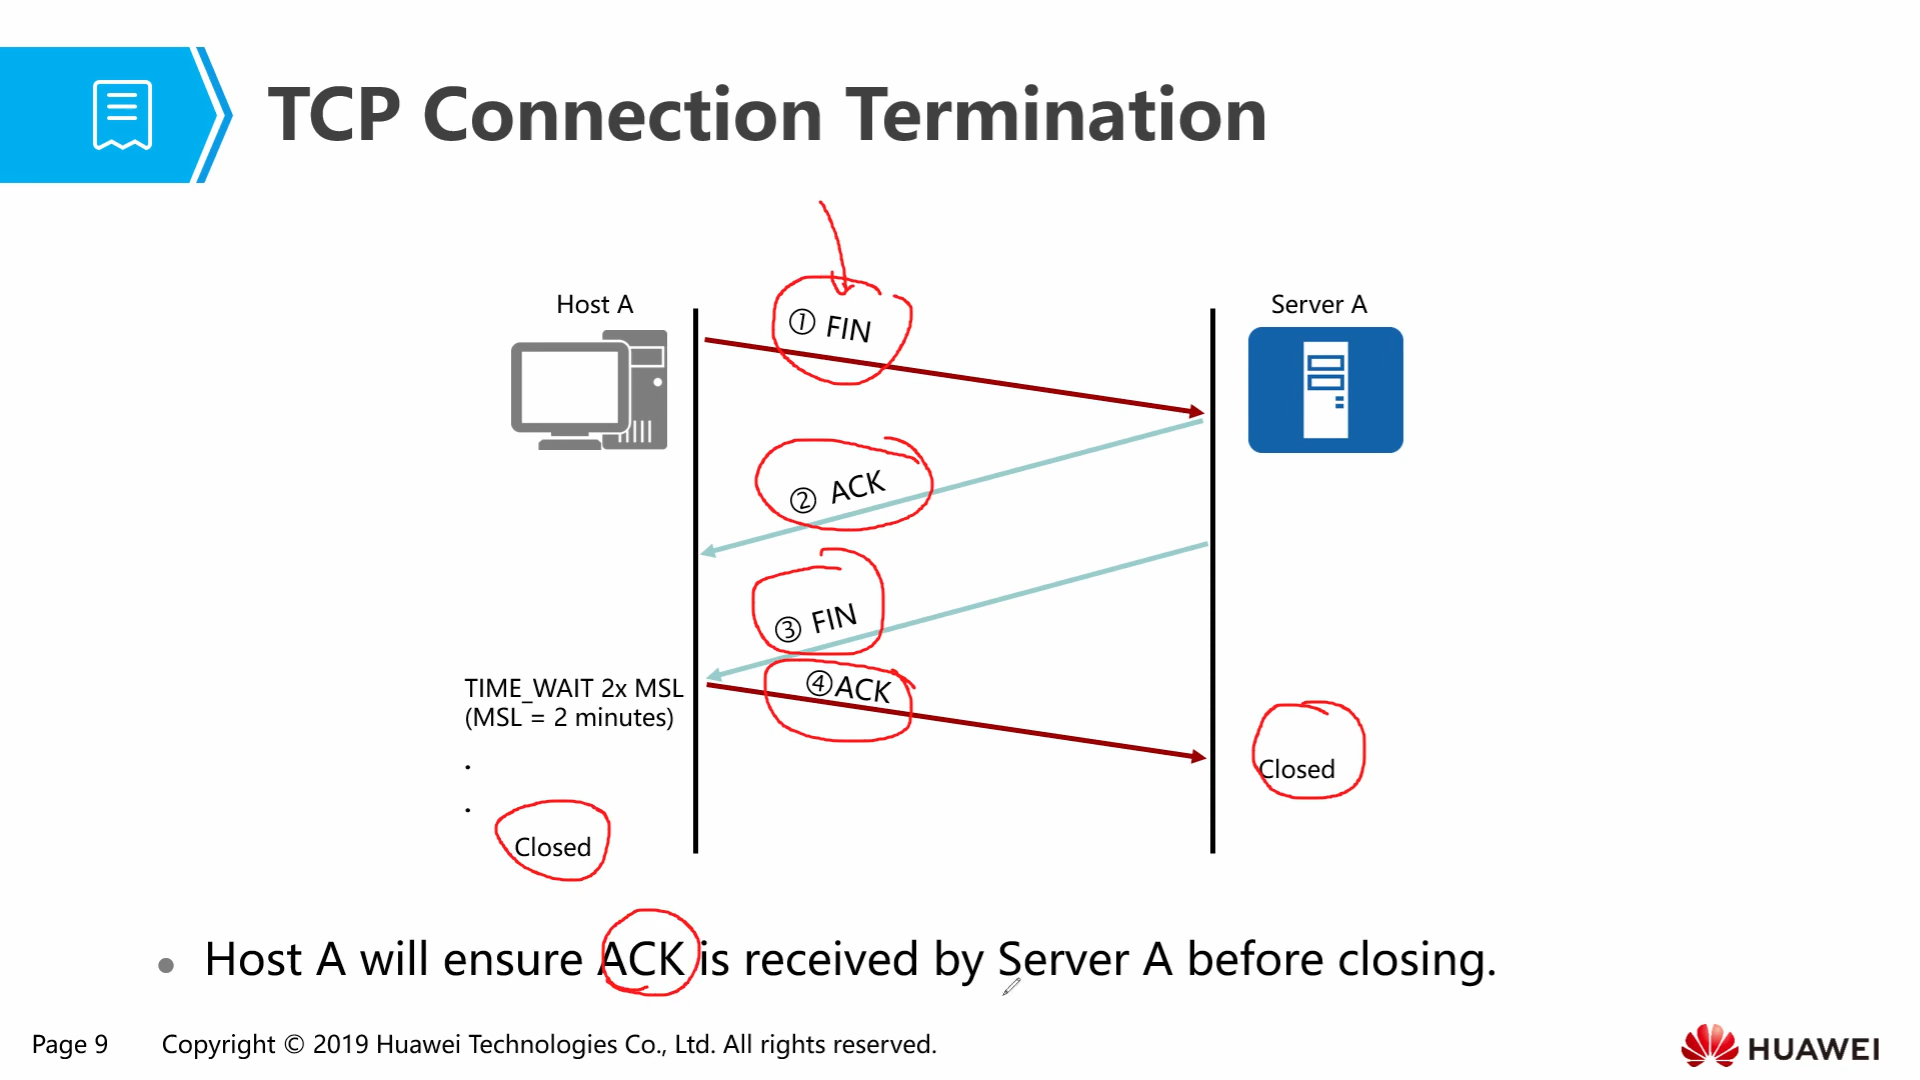 TCP Connection Termination
Host A
Server A
① FIN
② ACK
③ FIN
④ACK
TIME_WAIT 2x MSL
(MSL = 2 minutes)
.
.
Closed
Closed
Host A will ensure ACK is received by Server A before closing.
Page 9
Copyright © 2019 Huawei Technologies Co., Ltd. All rights reserved.
HUAWEI